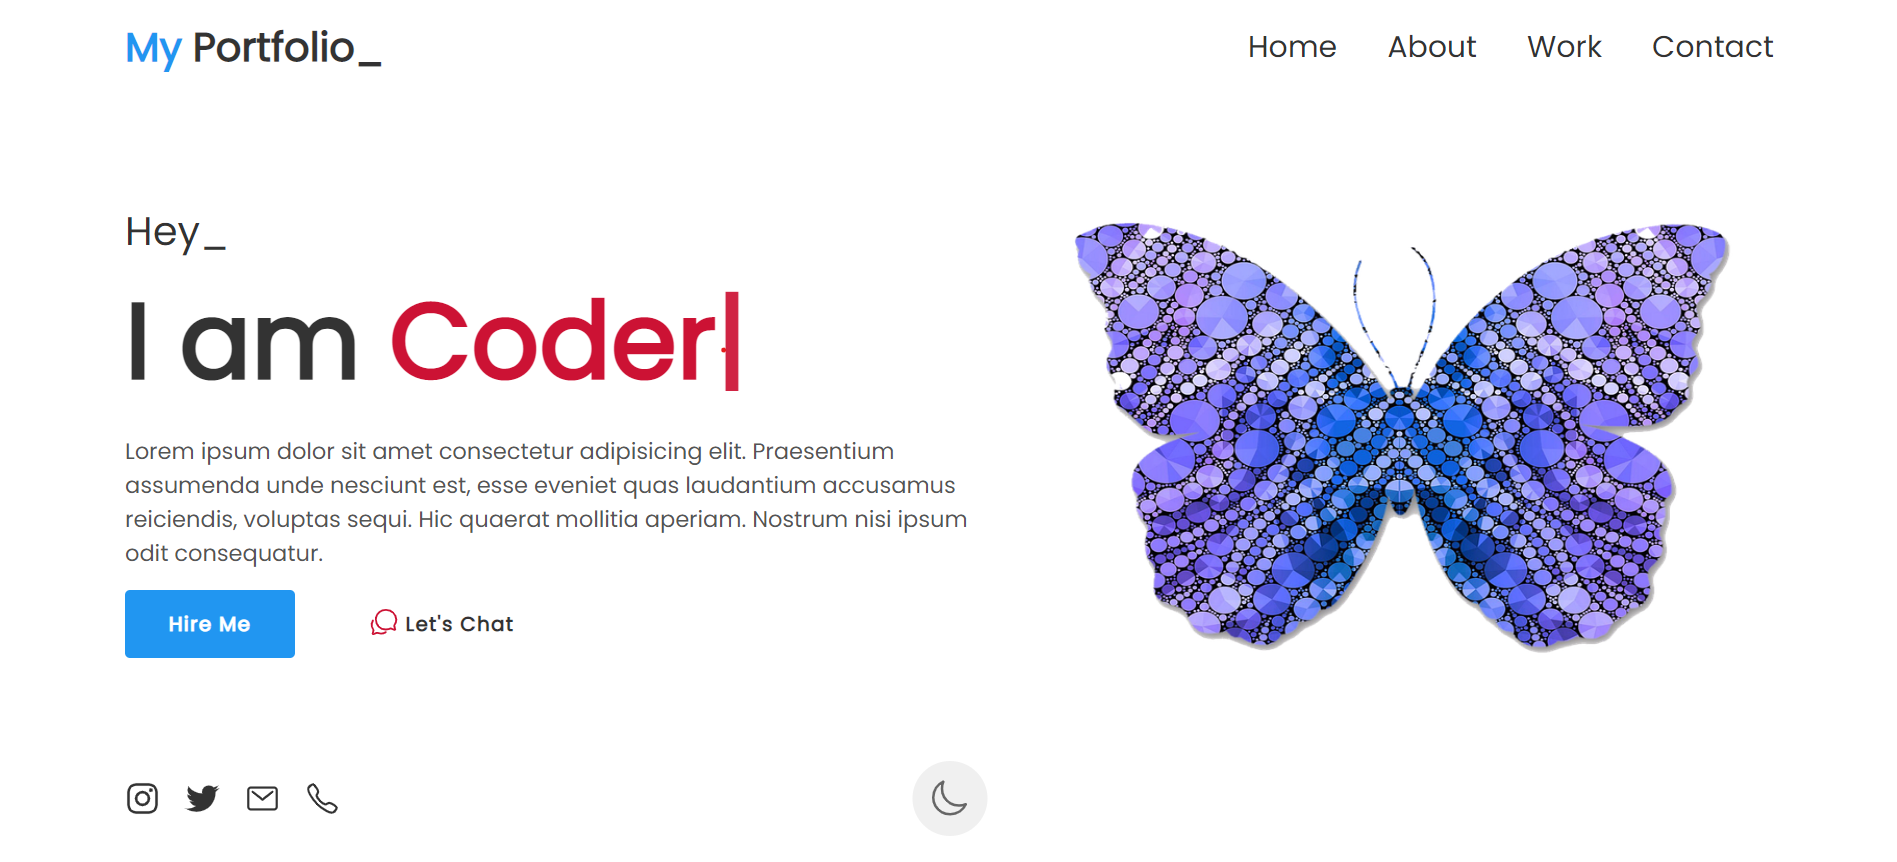 My Portfolio_
Home About Work Contact
Hey_
I am Coder
Lorem ipsum dolor sit amet consectetur adipisicing elit. Praesentium
assumenda unde nesciunt est, esse eveniet quas laudantium accusamus
reiciendis, voluptas sequi. Hic quaerat mollitia aperiam. Nostrum nisi ipsum
odit consequatur.
Hire Me
Let's Chat